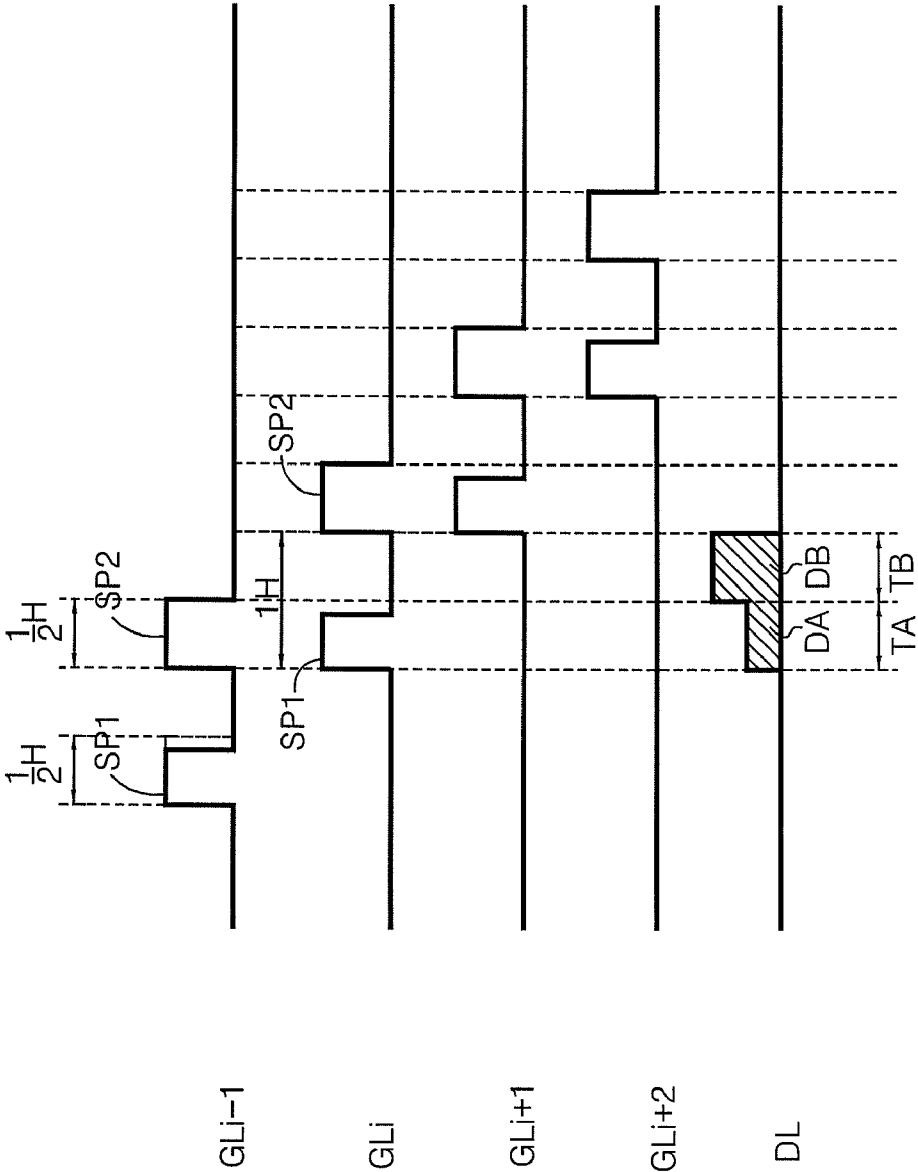 1/2H
1/2H
SP1
SP2
GLi-1
SP1
1H
SP2
GLi
GLi+1
GLi+2
DL
DA
DB
TA
TB